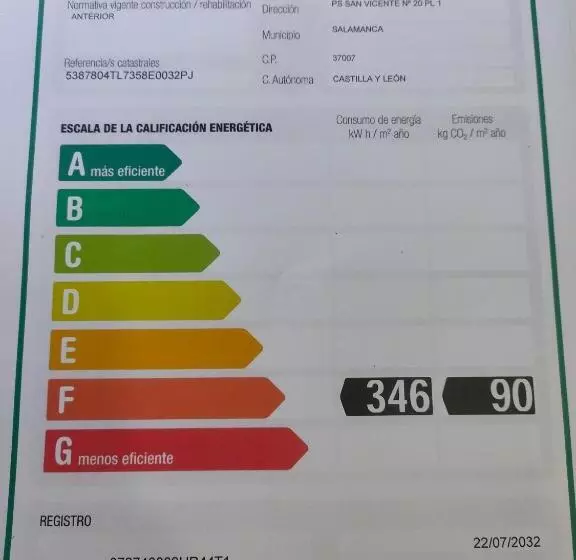 Normativa vigente construcción / rehabilitación
ANTERIOR
Referencia/s catastrales
5387804TL7358E0032PJ
Dirección PS SAN VICENTE Nº 20 PL 1
Municipio SALAMANCA
C.P. 37007
C. Autónoma CASTILLA Y LEÓN
ESCALA DE LA CALIFICACIÓN ENERGÉTICA
Consumo de energía
kW h / m² año
Emisiones
kg CO₂ / m² año
A más eficiente
B
C
D
E
F 346 90
G menos eficiente
REGISTRO
22/07/2032